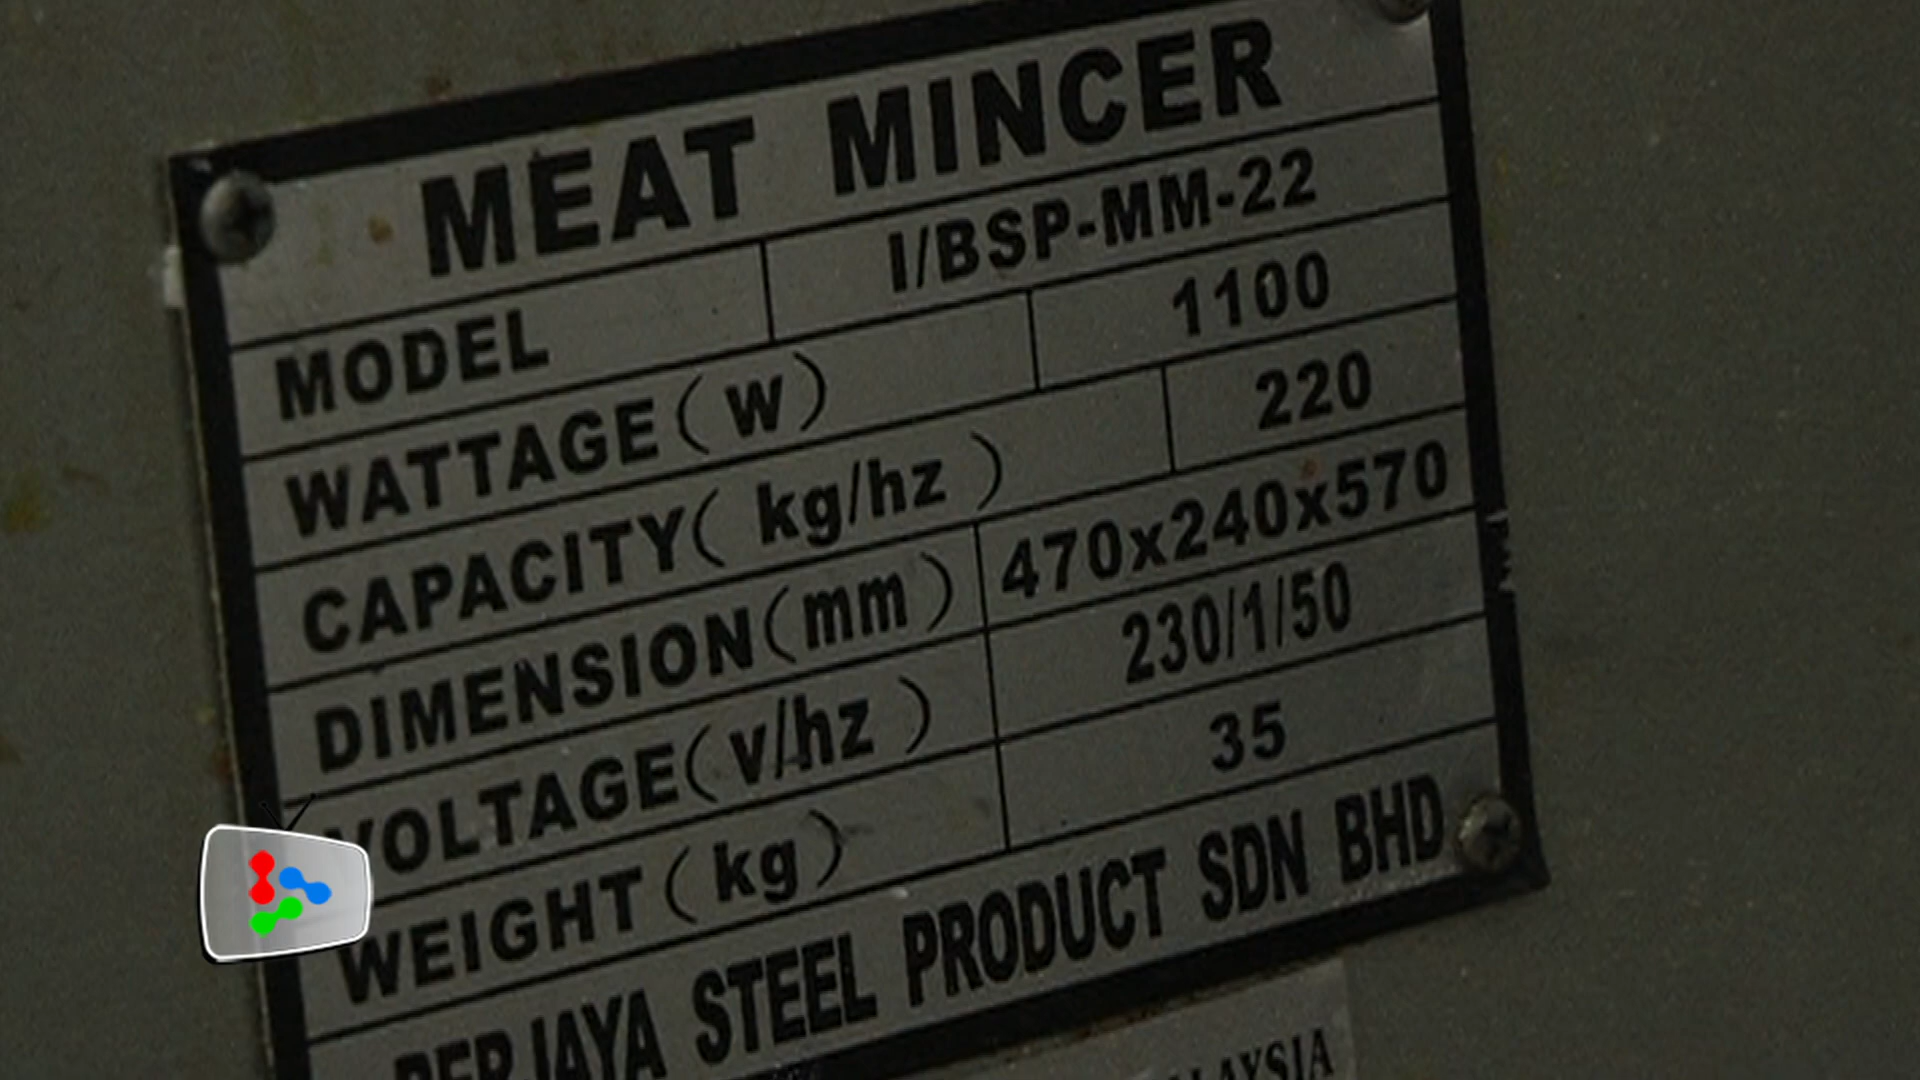 MEAT MINCER
MODEL I/BSP-MM-22
WATTAGE(w) 1100
CAPACITY( kg/hz ) 220
DIMENSION(mm) 470x240x570
VOLTAGE(v/hz ) 230/1/50
WEIGHT(kg) 35
STEEL PRODUCT SDN BHD